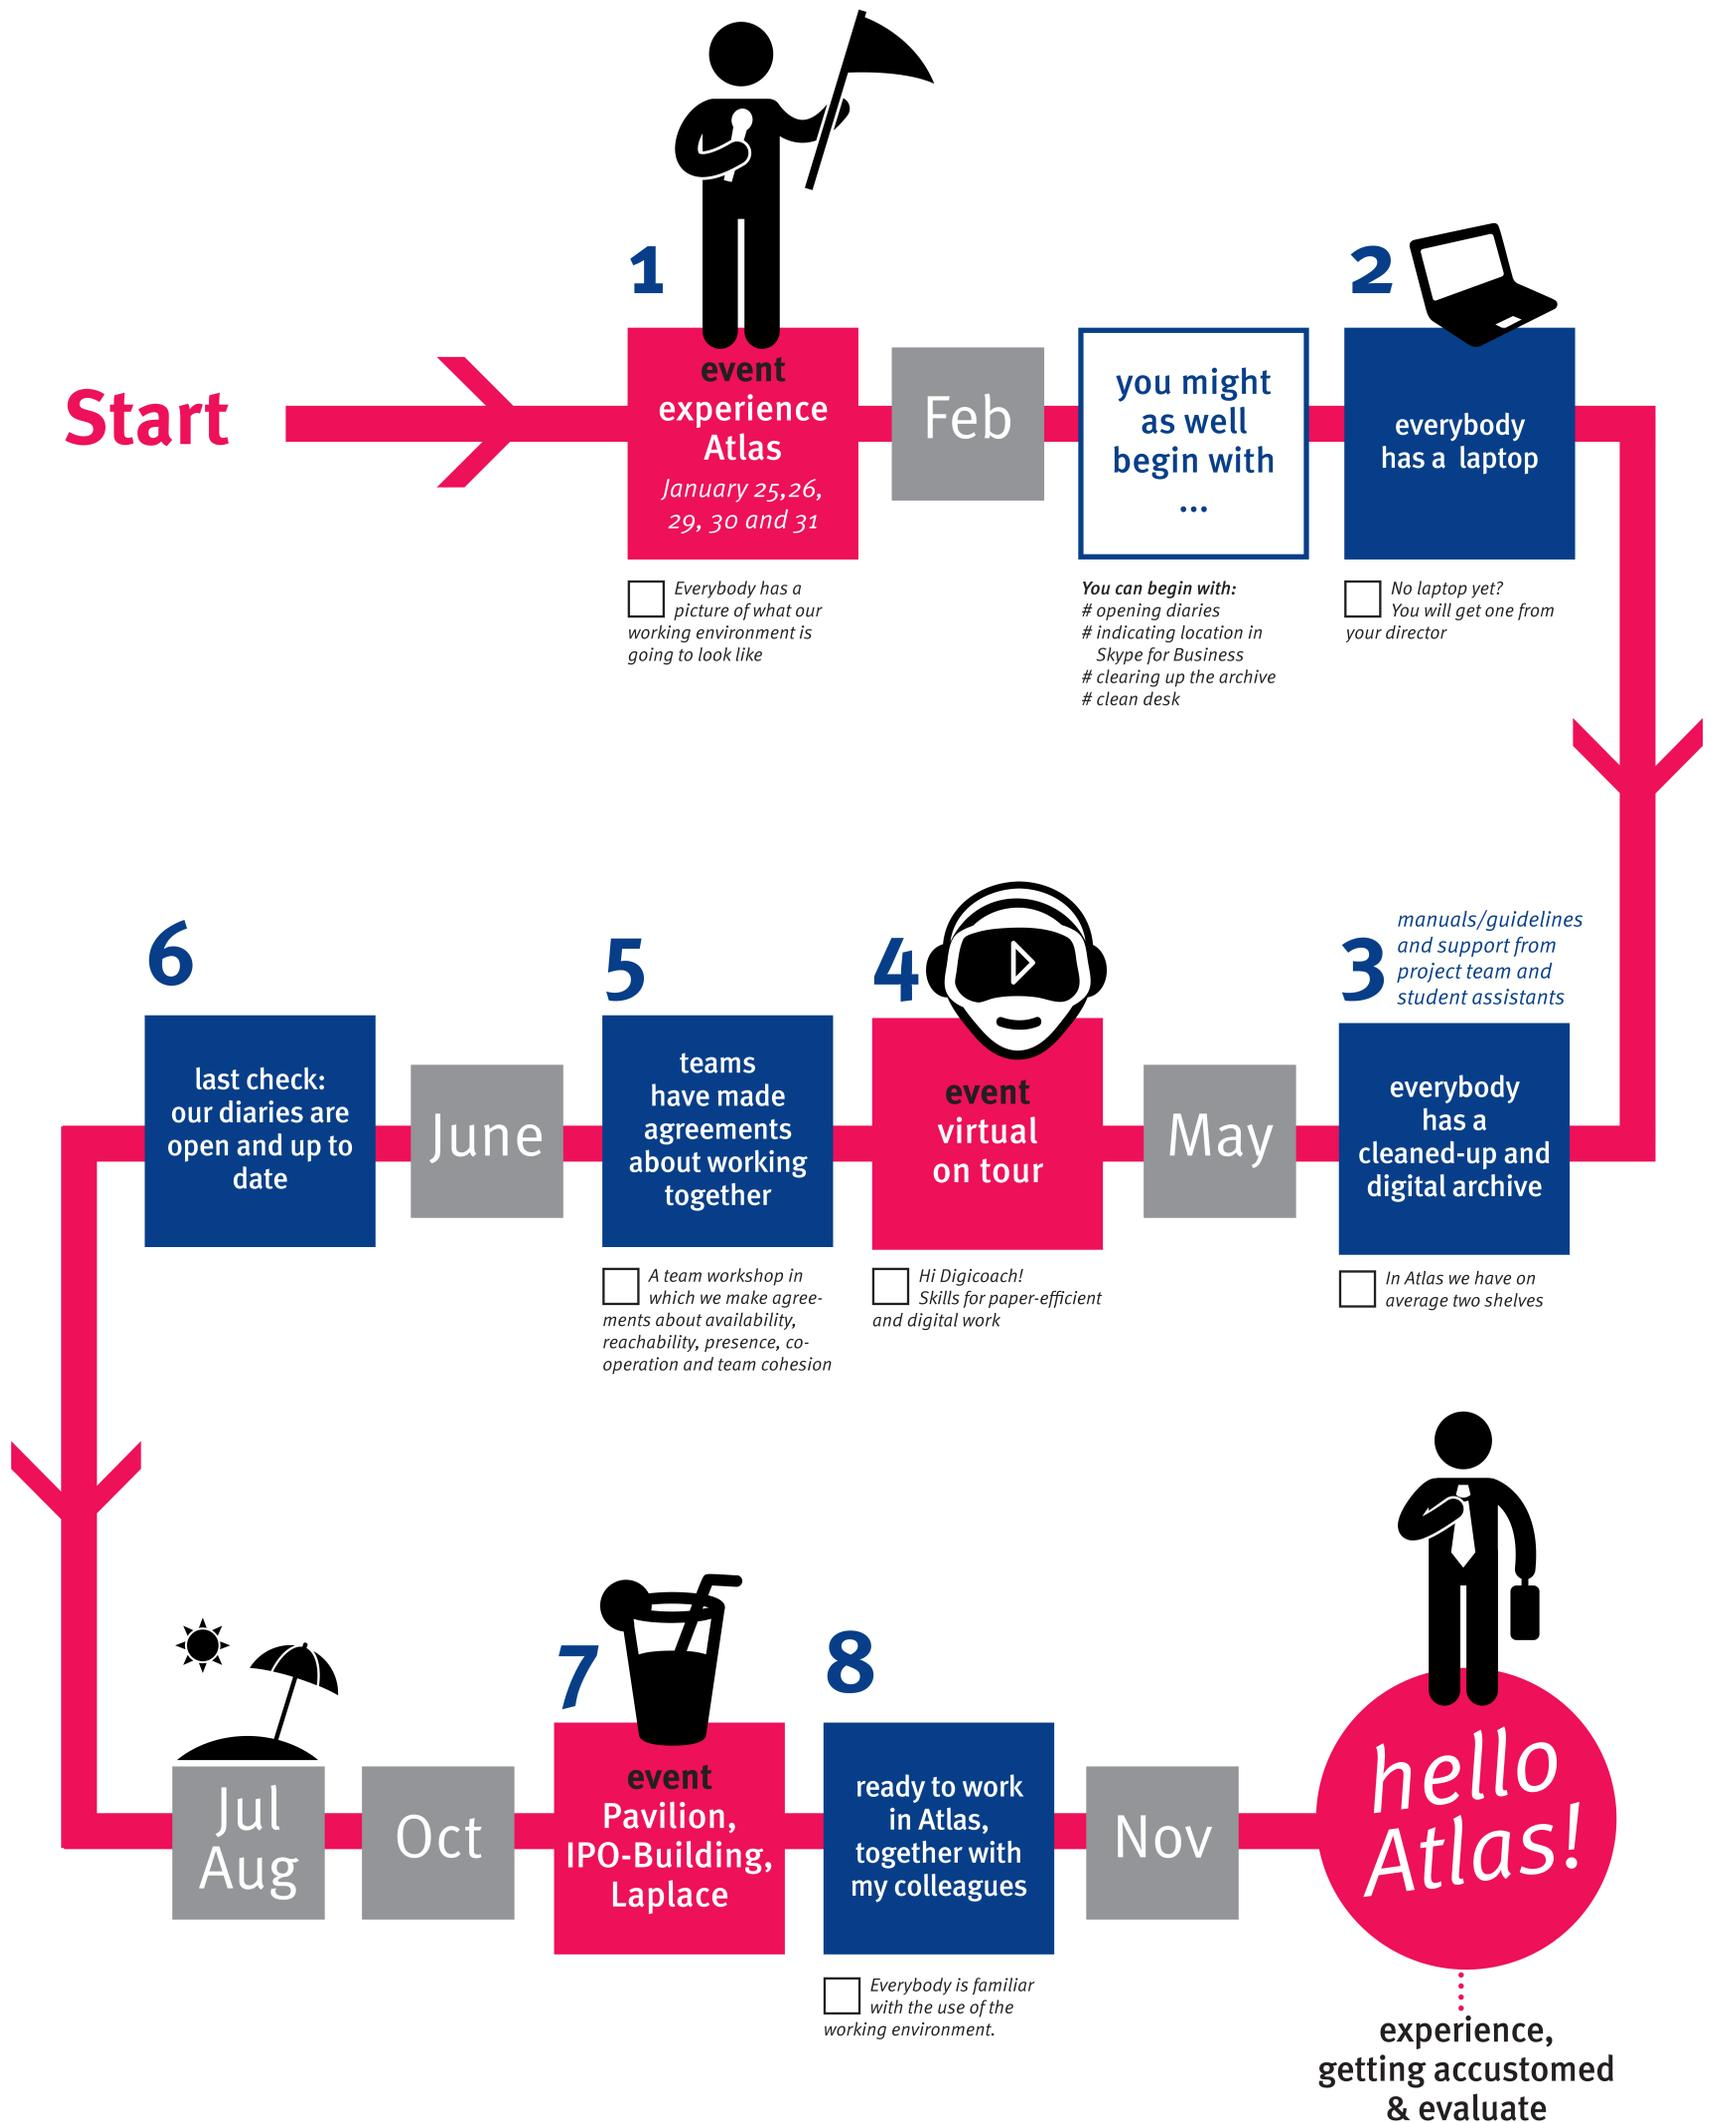 Start
1
event
experience
Atlas
January 25,26,
29, 30 and 31
Everybody has a
picture of what our
working environment is
going to look like
Feb
you might
as well
begin with
...
You can begin with:
# opening diaries
# indicating location in
Skype for Business
# clearing up the archive
# clean desk
2
everybody
has a laptop
No laptop yet?
You will get one from
your director
3
manuals/guidelines
and support from
project team and
student assistants
everybody
has a
cleaned-up and
digital archive
In Atlas we have on
average two shelves
May
4
event
virtual
on tour
Hi Digicoach!
Skills for paper-efficient
and digital work
5
teams
have made
agreements
about working
together
A team workshop in
which we make agree-
ments about availability,
reachability, presence, co-
operation and team cohesion
June
6
last check:
our diaries are
open and up to
date
Jul
Aug
Oct
7
event
Pavilion,
IPO-Building,
Laplace
8
ready to work
in Atlas,
together with
my colleagues
Everybody is familiar
with the use of the
working environment.
Nov
hello
Atlas!
experience,
getting accustomed
& evaluate